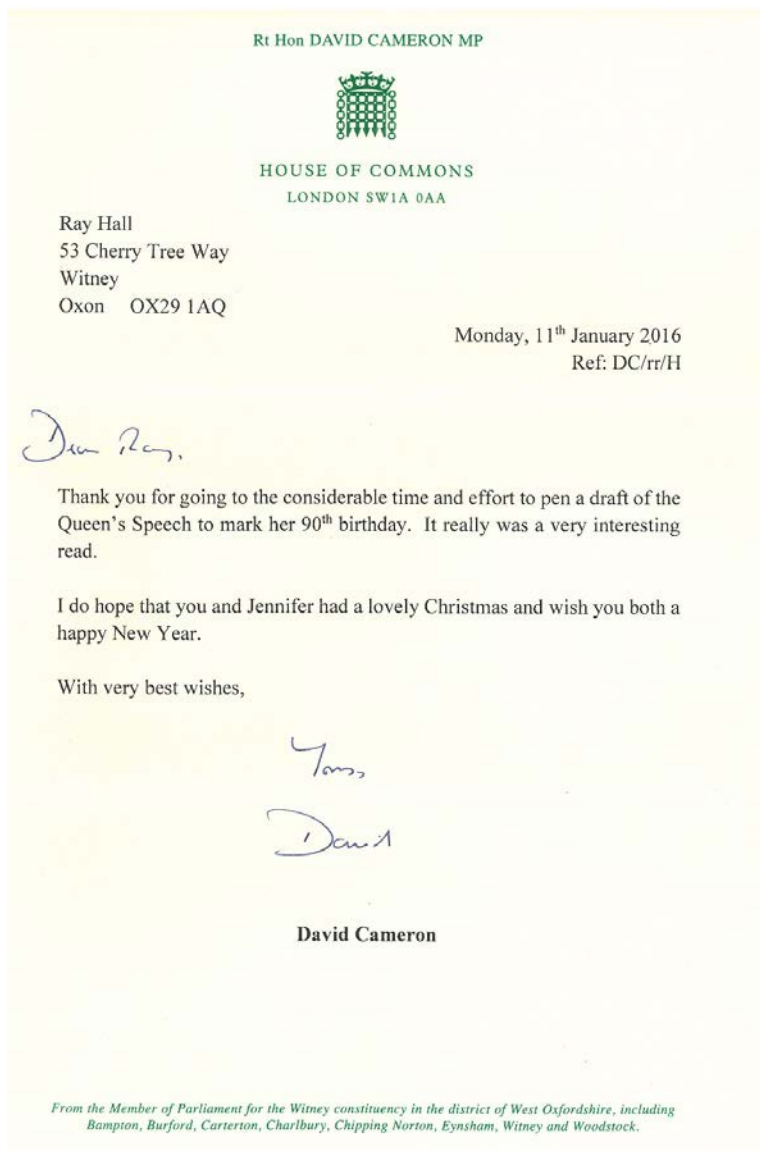 Rt Hon DAVID CAMERON MP
HOUSE OF COMMONS
LONDON SW1A 0AA
Ray Hall
53 Cherry Tree Way
Witney
Oxon OX29 1AQ
Monday, 11th January 2016
Ref: DC/rr/H
Dear Ray,
Thank you for going to the considerable time and effort to pen a draft of the
Queen's Speech to mark her 90th birthday. It really was a very interesting
read.
I do hope that you and Jennifer had a lovely Christmas and wish you both a
happy New Year.
With very best wishes,
Yours,
David
David Cameron
From the Member of Parliament for the Witney constituency in the district of West Oxfordshire, including
Bampton, Burford, Carterton, Charlbury, Chipping Norton, Eynsham, Witney and Woodstock.